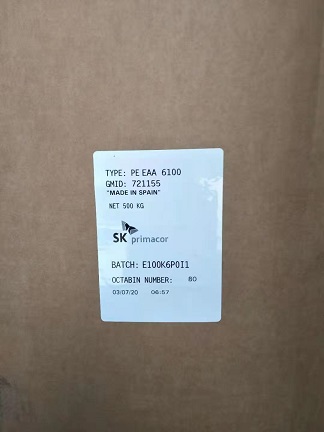 TYPE: PE EAA 6100
GMID: 721155
"MADE IN SPAIN"
NET 500 KG
SK primacor
BATCH: E100K6P0I1
OCTABIN NUMBER: 80
03/07/20 06:57